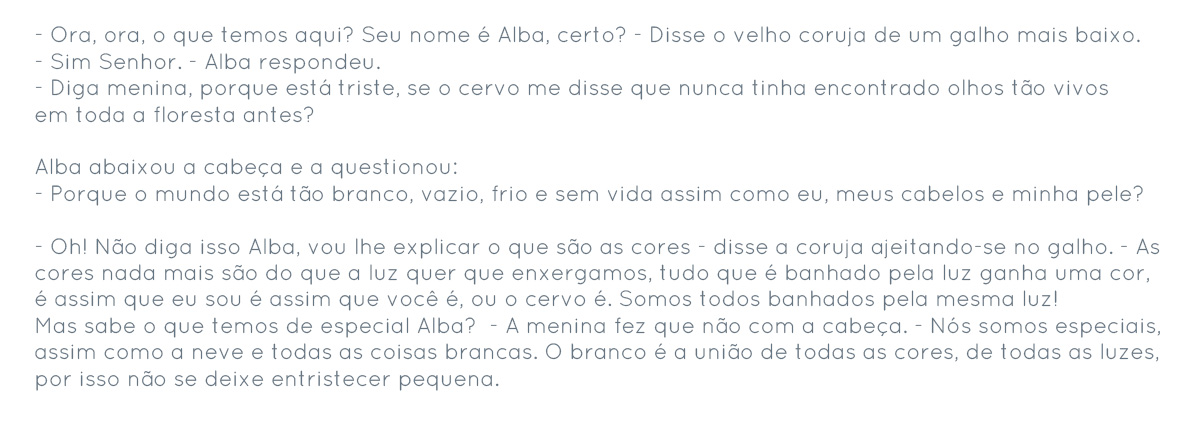 - Ora, ora, o que temos aqui? Seu nome é Alba, certo? - Disse o velho coruja de um galho mais baixo.
- Sim Senhor. - Alba respondeu.
- Diga menina, porque está triste, se o cervo me disse que nunca tinha encontrado olhos tão vivos
em toda a floresta antes?
Alba abaixou a cabeça e a questionou:
- Porque o mundo está tão branco, vazio, frio e sem vida assim como eu, meus cabelos e minha pele?
- Oh! Não diga isso Alba, vou lhe explicar o que são as cores - disse a coruja ajeitando-se no galho. - As
cores nada mais são do que a luz quer que enxergamos, tudo que é banhado pela luz ganha uma cor,
é assim que eu sou é assim que você é, ou o cervo é. Somos todos banhados pela mesma luz!
Mas sabe o que temos de especial Alba?  - A menina fez que não com a cabeça. - Nós somos especiais,
assim como a neve e todas as coisas brancas. O branco é a união de todas as cores, de todas as luzes,
por isso não se deixe entristecer pequena.